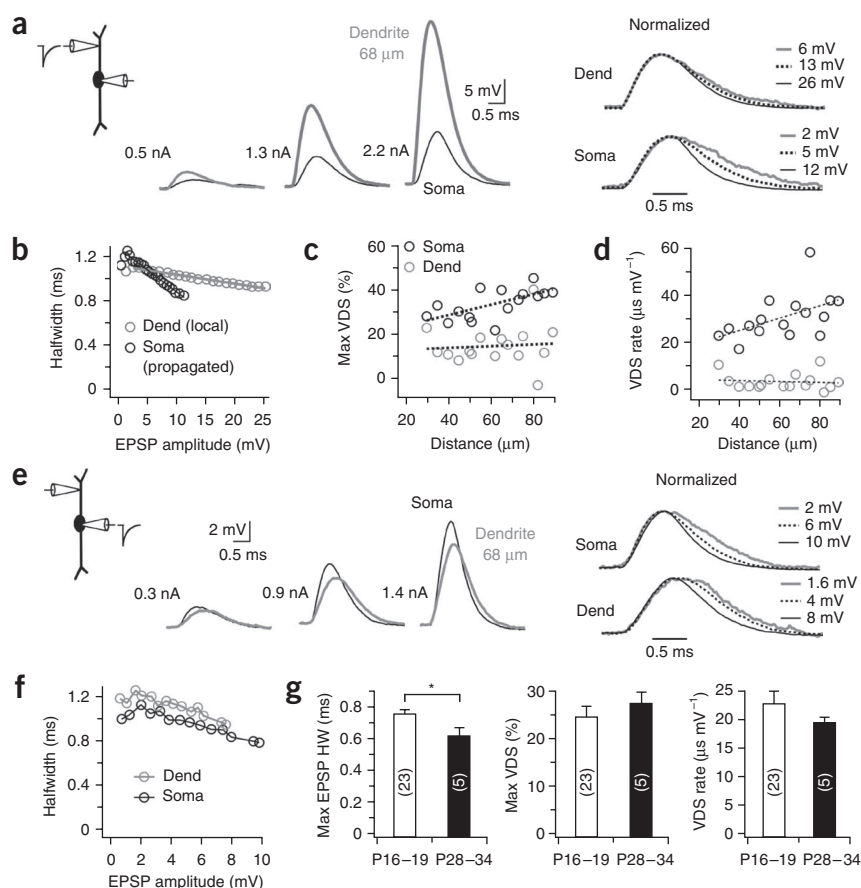 a
Dendrite
68 µm
5 mV
0.5 ms
0.5 nA
1.3 nA
2.2 nA
Soma
Normalized
Dend
6 mV
13 mV
26 mV
Soma
2 mV
5 mV
12 mV
0.5 ms
b
Halfwidth (ms)
1.2
0.8
0.4
0
Dend (local)
Soma
(propagated)
0 5 10 15 20 25
EPSP amplitude (mV)
c
Max VDS (%)
60
40
20
0
Soma
Dend
20 40 60 80
Distance (µm)
d
VDS rate (µs mV⁻¹)
60
40
20
0
20 40 60 80
Distance (µm)
e
2 mV
0.5 ms
Soma
Dendrite
68 µm
0.3 nA
0.9 nA
1.4 nA
Normalized
Soma
2 mV
6 mV
10 mV
Dend
1.6 mV
4 mV
8 mV
0.5 ms
f
Halfwidth (ms)
1.2
0.8
0.4
0
Dend
Soma
0 2 4 6 8 10
EPSP amplitude (mV)
g
Max EPSP HW (ms)
0.8
0.6
0.4
0.2
0
*
(23)
(5)
P16–19 P28–34
Max VDS (%)
30
25
20
15
10
5
0
(23)
(5)
P16–19 P28–34
VDS rate (µs mV⁻¹)
25
20
15
10
5
0
(23)
(5)
P16–19 P28–34